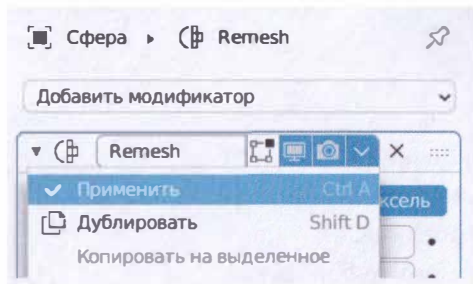 Сфера ▸ Remesh
Добавить модификатор
Remesh
Применить Ctrl A
ксель
Дублировать Shift D
Копировать на выделенное